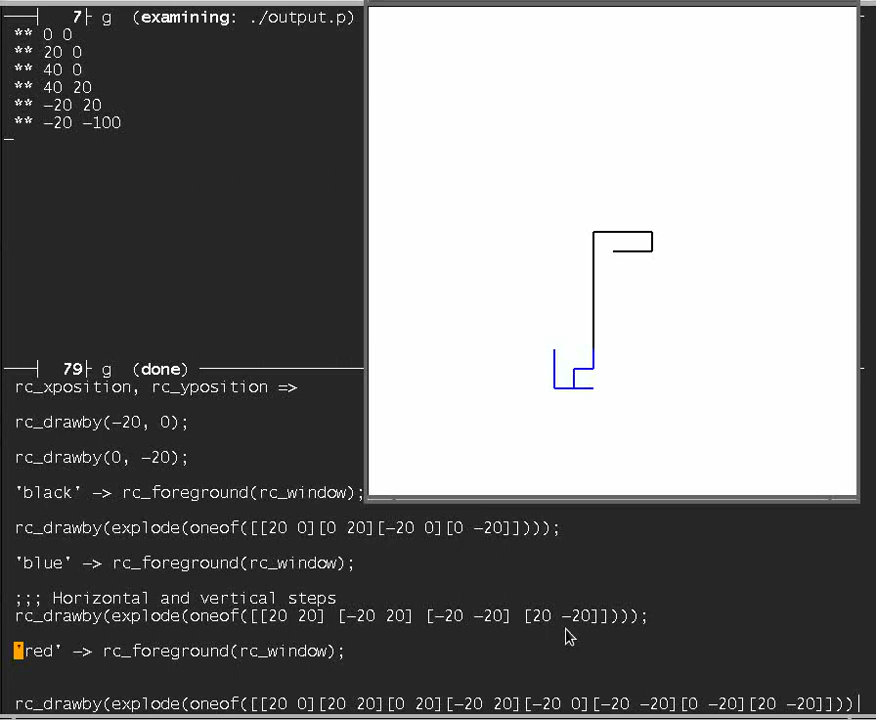 7 g (examining: ./output.p)
** 0 0
** 20 0
** 40 0
** 40 20
** -20 20
** -20 -100
79 g (done)
rc_xposition, rc_yposition =>
rc_drawby(-20, 0);
rc_drawby(0, -20);
'black' -> rc_foreground(rc_window);
rc_drawby(explode(oneof([[20 0][0 20][-20 0][0 -20]])));
'blue' -> rc_foreground(rc_window);
;;; Horizontal and vertical steps
rc_drawby(explode(oneof([[20 20] [-20 20] [-20 -20] [20 -20]])));
'red' -> rc_foreground(rc_window);
rc_drawby(explode(oneof([[20 0][20 20][0 20][-20 20][-20 0][-20 -20][0 -20][20 -20]]))